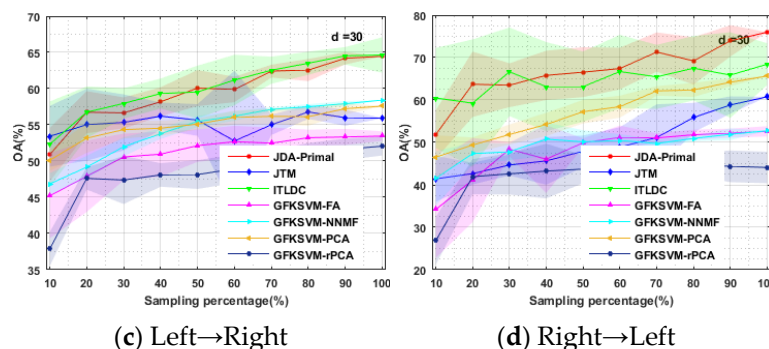 d =30
70
65
60
55
50
45
40
35
OA(%)
JDA-Primal
JTM
ITLDC
GFKSVM-FA
GFKSVM-NNMF
GFKSVM-PCA
GFKSVM-rPCA
10 20 30 40 50 60 70 80 90 100
Sampling percentage(%)
(c) Left→Right
d =30
80
70
60
50
40
30
20
OA(%)
JDA-Primal
JTM
ITLDC
GFKSVM-FA
GFKSVM-NNMF
GFKSVM-PCA
GFKSVM-rPCA
10 20 30 40 50 60 70 80 90 100
Sampling percentage(%)
(d) Right→Left